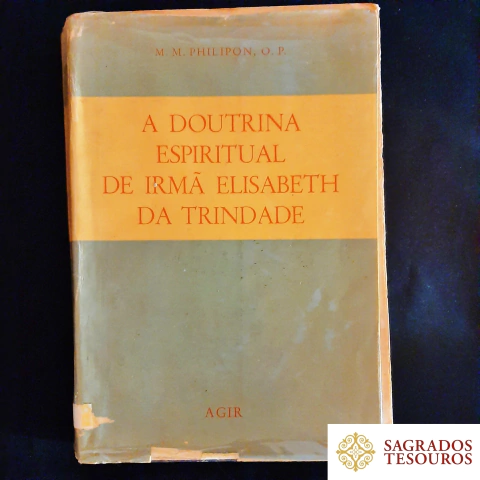 M. M. PHILIPON, O. P.
A DOUTRINA
ESPIRITUAL
DE IRMÃ ELISABETH
DA TRINDADE
AGIR
SAGRADOS
TESOUROS